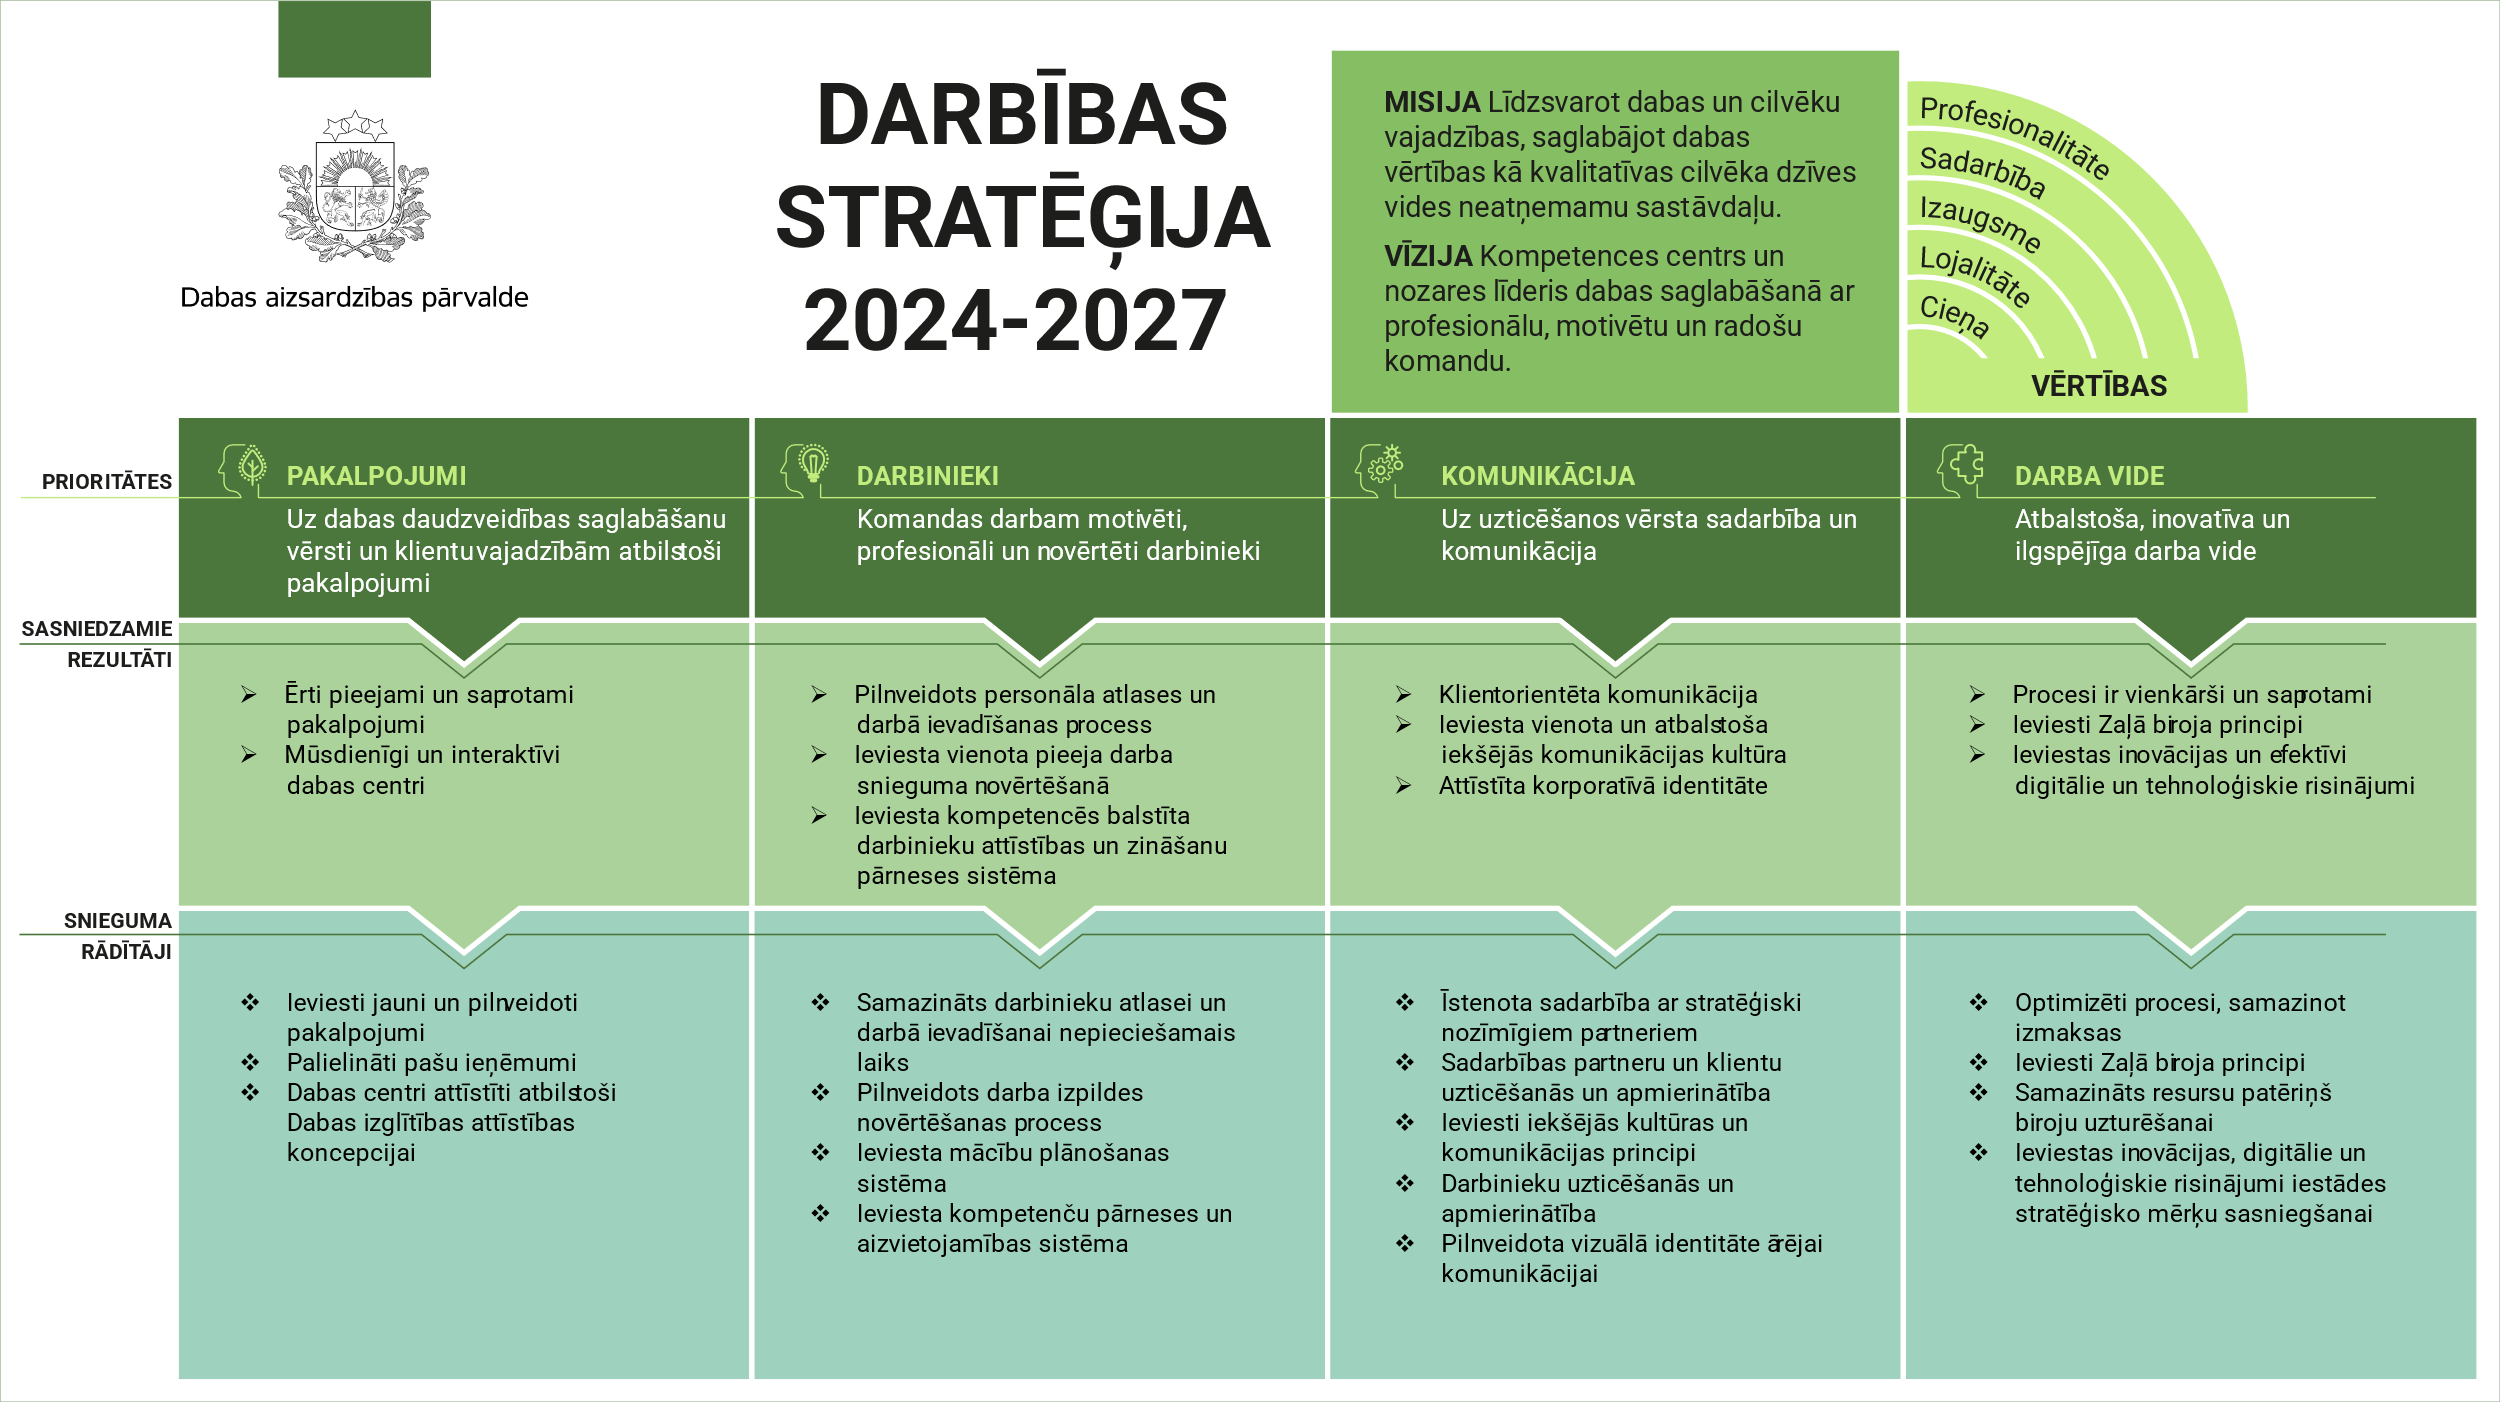 Dabas aizsardzības pārvalde
DARBĪBAS
STRATĒĢIJA
2024-2027
MISIJA Līdzsvarot dabas un cilvēku
vajadzības, saglabājot dabas
vērtības kā kvalitatīvas cilvēka dzīves
vides neatņemamu sastāvdaļu.
VĪZIJA Kompetences centrs un
nozares līderis dabas saglabāšanā ar
profesionālu, motivētu un radošu
komandu.
Profesionalitāte
Sadarbība
Izaugsme
Lojalitāte
Cieņa
VĒRTĪBAS
PRIORITĀTES
PAKALPOJUMI
Uz dabas daudzveidības saglabāšanu
vērsti un klientu vajadzībām atbilstoši
pakalpojumi
DARBINIEKI
Komandas darbam motivēti,
profesionāli un novērtēti darbinieki
KOMUNIKĀCIJA
Uz uzticēšanos vērsta sadarbība un
komunikācija
DARBA VIDE
Atbalstoša, inovatīva un
ilgspējīga darba vide
SASNIEDZAMIE
REZULTĀTI
Ērti pieejami un saprotami
pakalpojumi
Mūsdienīgi un interaktīvi
dabas centri
Pilnveidots personāla atlases un
darbā ievadīšanas process
Ieviesta vienota pieeja darba
snieguma novērtēšanā
Ieviesta kompetencēs balstīta
darbinieku attīstības un zināšanu
pārneses sistēma
Klientorientēta komunikācija
Ieviesta vienota un atbalstoša
iekšējās komunikācijas kultūra
Attīstīta korporatīvā identitāte
Procesi ir vienkārši un saprotami
Ieviesti Zaļā biroja principi
Ieviestas inovācijas un efektīvi
digitālie un tehnoloģiskie risinājumi
SNIEGUMA
RĀDĪTĀJI
Ieviesti jauni un pilnveidoti
pakalpojumi
Palielināti pašu ieņēmumi
Dabas centri attīstīti atbilstoši
Dabas izglītības attīstības
koncepcijai
Samazināts darbinieku atlasei un
darbā ievadīšanai nepieciešamais
laiks
Pilnveidots darba izpildes
novērtēšanas process
Ieviesta mācību plānošanas
sistēma
Ieviesta kompetenču pārneses un
aizvietojamības sistēma
Īstenota sadarbība ar stratēģiski
nozīmīgiem partneriem
Sadarbības partneru un klientu
uzticēšanās un apmierinātība
Ieviesti iekšējās kultūras un
komunikācijas principi
Darbinieku uzticēšanās un
apmierinātība
Pilnveidota vizuālā identitāte ārējai
komunikācijai
Optimizēti procesi, samazinot
izmaksas
Ieviesti Zaļā biroja principi
Samazināts resursu patēriņš
biroju uzturēšanai
Ieviestas inovācijas, digitālie un
tehnoloģiskie risinājumi iestādes
stratēģisko mērķu sasniegšanai